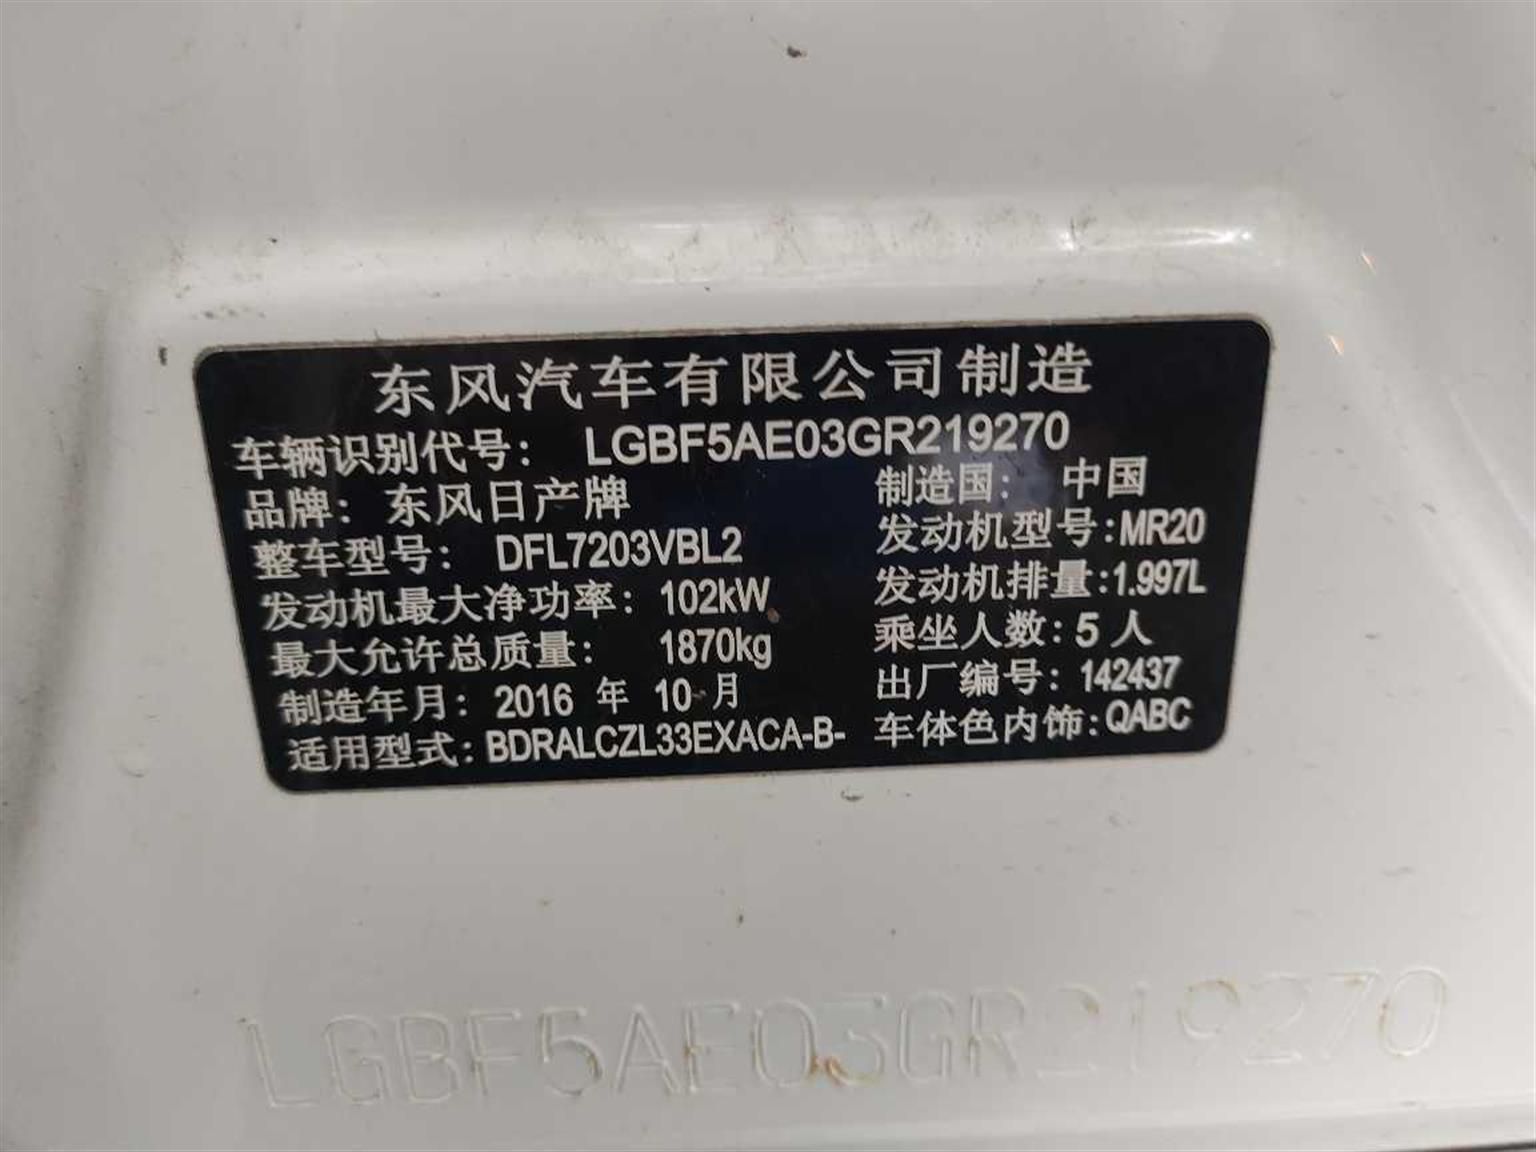 东风汽车有限公司制造
车辆识别代号: LGBF5AE03GR219270
品牌: 东风日产牌 制造国: 中国
整车型号: DFL7203VBL2 发动机型号:MR20
发动机最大净功率: 102kW 发动机排量:1.997L
最大允许总质量: 1870kg 乘坐人数: 5 人
制造年月: 2016 年 10 月 出厂编号: 142437
适用型式: BDRALCZL33EXACA-B- 车体色内饰:QABC
LGBF5AE03GR219270